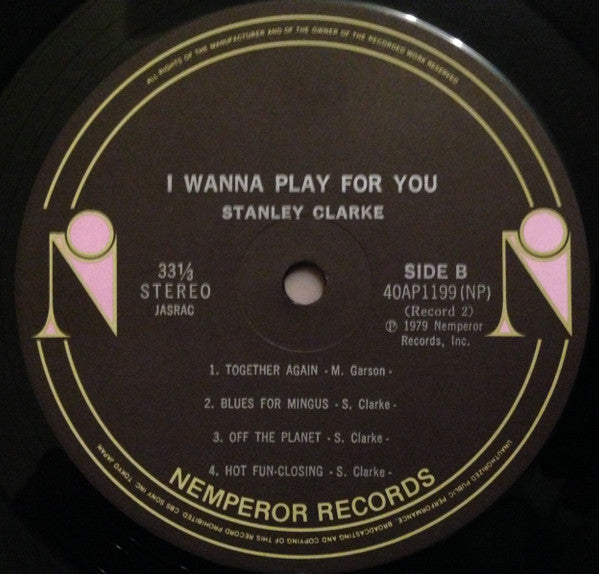 ALL RIGHTS OF THE MANUFACTURER AND OF THE OWNER OF THE RECORDED WORK RESERVED
I WANNA PLAY FOR YOU
STANLEY CLARKE
33⅓
STEREO
JASRAC
SIDE B
40AP1199(NP)
(Record 2)
Ⓟ 1979 Nemperor
Records, Inc.
1. TOGETHER AGAIN - M. Garson -
2. BLUES FOR MINGUS - S. Clarke -
3. OFF THE PLANET - S. Clarke -
4. HOT FUN-CLOSING - S. Clarke -
NEMPEROR RECORDS
UNAUTHORIZED PUBLIC PERFORMANCE, BROADCASTING AND COPYING OF THIS RECORD PROHIBITED CBS SONY INC. TOKYO JAPAN